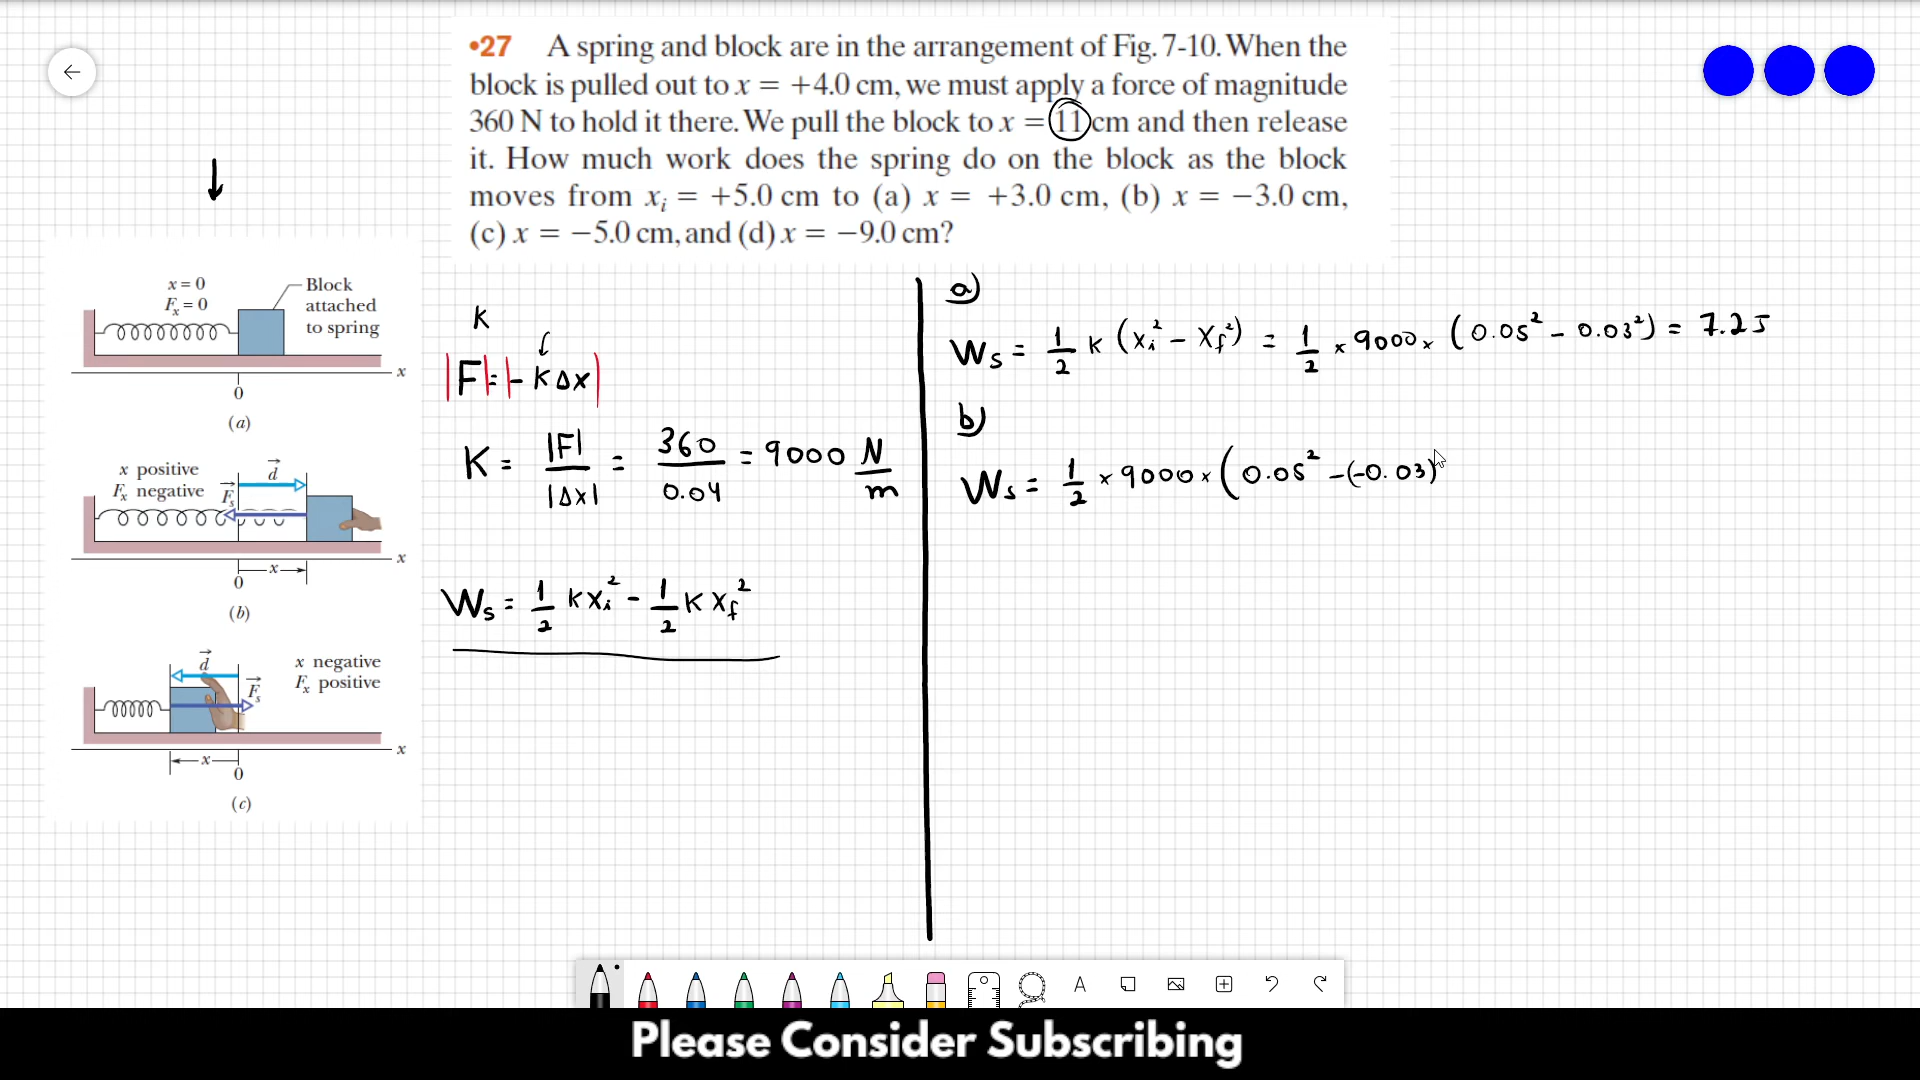 •27 A spring and block are in the arrangement of Fig. 7-10. When the
block is pulled out to x = +4.0 cm, we must apply a force of magnitude
360 N to hold it there. We pull the block to x = 11 cm and then release
it. How much work does the spring do on the block as the block
moves from xᵢ = +5.0 cm to (a) x = +3.0 cm, (b) x = −3.0 cm,
(c) x = −5.0 cm, and (d) x = −9.0 cm?
x = 0
Fₓ = 0
Block
attached
to spring
x
0
(a)
x positive
Fₓ negative
d
Fₛ
x
x
0
(b)
d
x negative
Fₓ positive
Fₛ
x
x
0
(c)
K
|F| = |- K Δx|
K = |F| / |Δx| = 360 / 0.04 = 9000 N/m
Ws = 1/2 K xi² - 1/2 K xf²
a)
Ws = 1/2 K (xi² - xf²) = 1/2 × 9000 × (0.05² - 0.03²) = 7.2 J
b)
Ws = 1/2 × 9000 × (0.05² - (-0.03)
A
Please Consider Subscribing